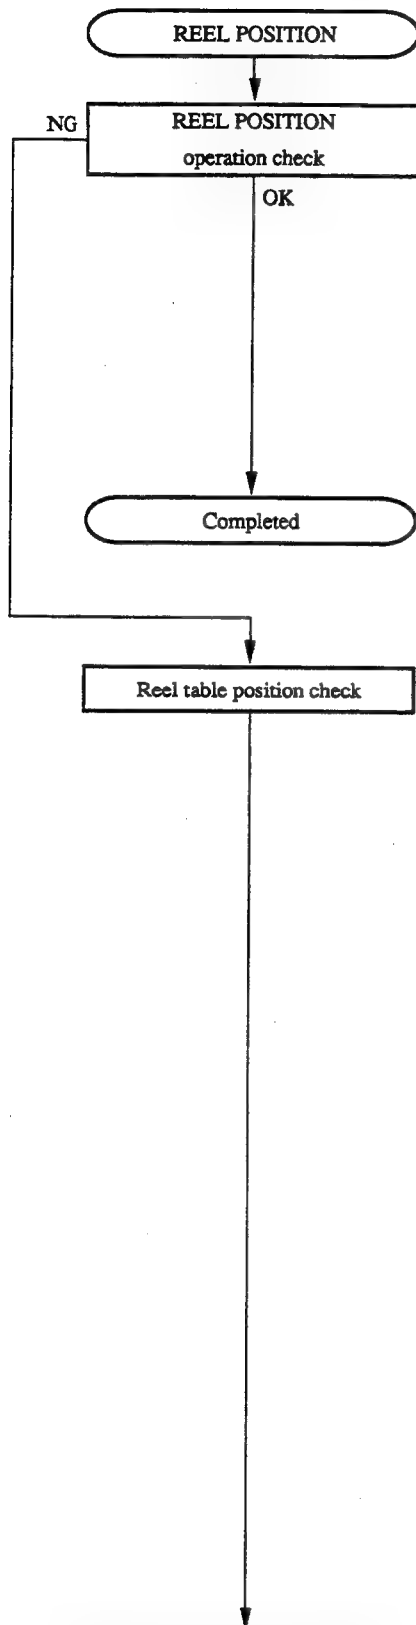 REEL POSITION
NG
REEL POSITION
operation check
OK
Completed
Reel table position check